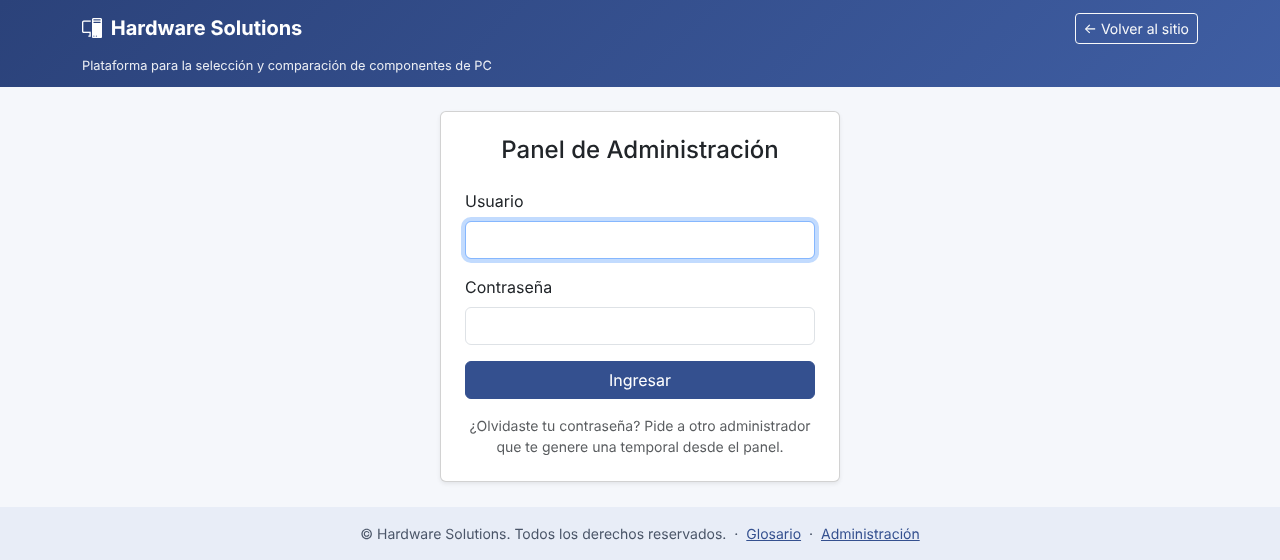 Hardware Solutions
← Volver al sitio
Plataforma para la selección y comparación de componentes de PC
Panel de Administración
Usuario
Contraseña
Ingresar
¿Olvidaste tu contraseña? Pide a otro administrador
que te genere una temporal desde el panel.
© Hardware Solutions. Todos los derechos reservados. · Glosario · Administración